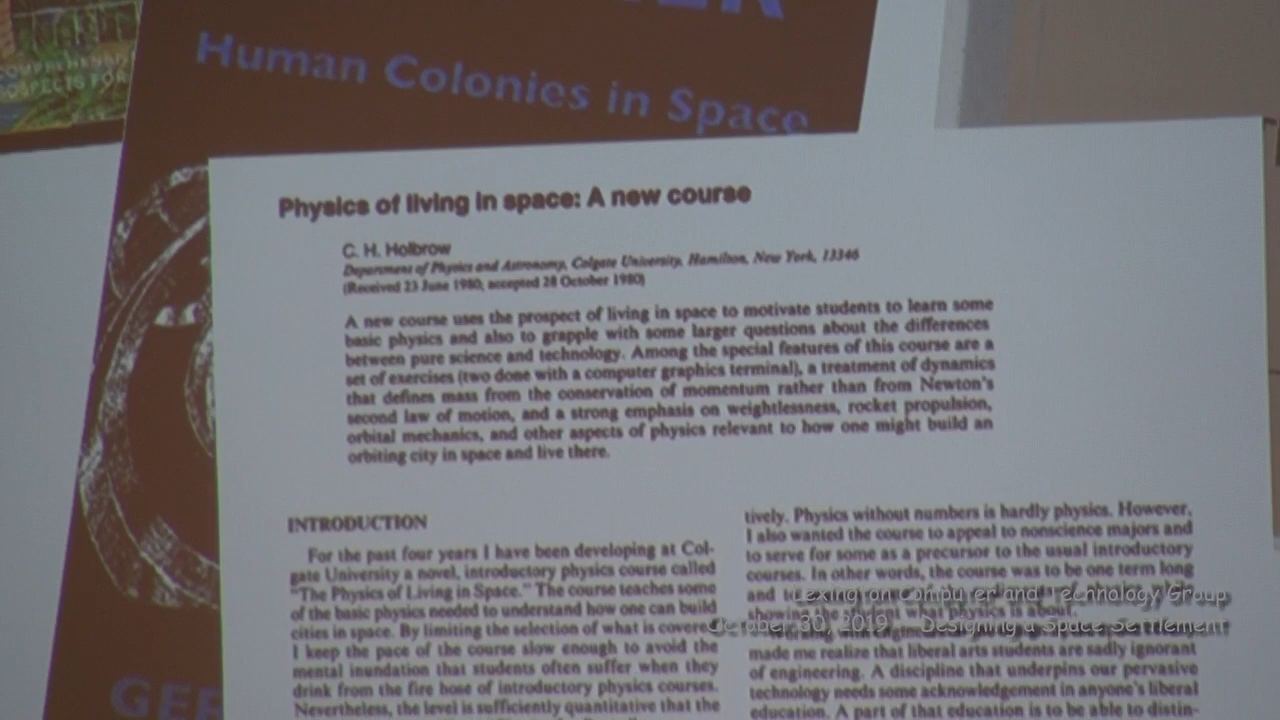 Human Colonies in Space
Physics of living in space: A new course
C. H. Holbrow
Department of Physics and Astronomy, Colgate University, Hamilton, New York, 13346
(Received 23 June 1980; accepted 28 October 1980)
A new course uses the prospect of living in space to motivate students to learn some
basic physics and also to grapple with some larger questions about the differences
between pure science and technology. Among the special features of this course are a
set of exercises (two done with a computer graphics terminal), a treatment of dynamics
that defines mass from the conservation of momentum rather than from Newton's
second law of motion, and a strong emphasis on weightlessness, rocket propulsion,
orbital mechanics, and other aspects of physics relevant to how one might build an
orbiting city in space and live there.
INTRODUCTION
For the past four years I have been developing at Col-
gate University a novel, introductory physics course called
"The Physics of Living in Space." The course teaches some
of the basic physics needed to understand how one can build
cities in space. By limiting the selection of what is covered
I keep the pace of the course slow enough to avoid the
mental inundation that students often suffer when they
drink from the fire hose of introductory physics courses.
Nevertheless, the level is sufficiently quantitative that the
tively. Physics without numbers is hardly physics. However,
I also wanted the course to appeal to nonscience majors and
to serve for some as a precursor to the usual introductory
courses. In other words, the course was to be one term long
and
showing the student what physics is about.
made me realize that liberal arts students are sadly ignorant
of engineering. A discipline that underpins our pervasive
technology needs some acknowledgement in anyone's liberal
education. A part of that education is to be able to distin-
Lexington Computer and Technology Group
October 30, 2019 Designing a Space Settlement